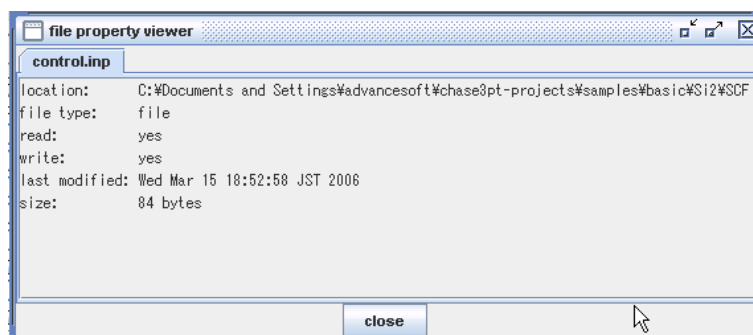 file property viewer
control.inp
location: C:¥Documents and Settings¥advancesoft¥chase3pt-projects¥samples¥basic¥Si2¥SCF
file type: file
read: yes
write: yes
last modified: Wed Mar 15 18:52:58 JST 2006
size: 84 bytes
close